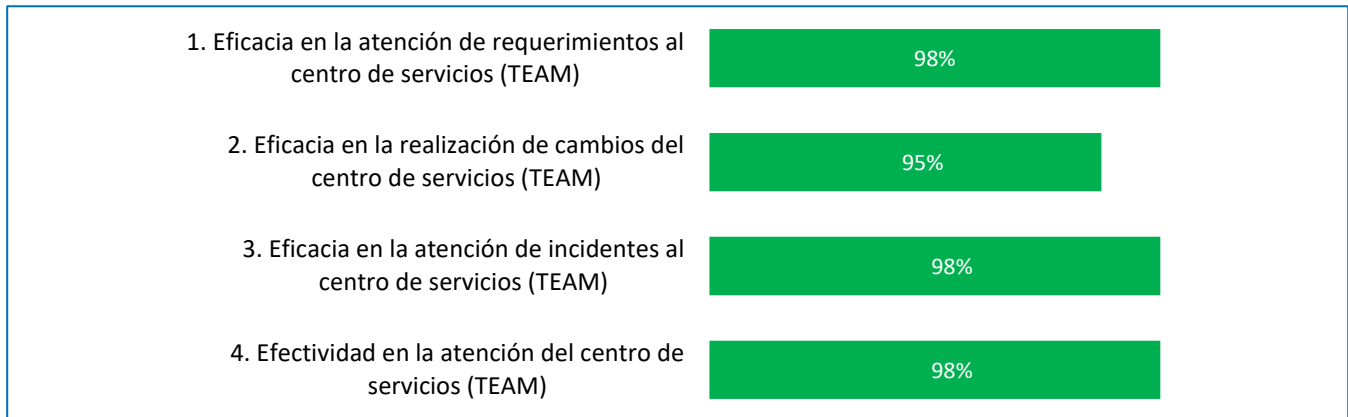 1. Eficacia en la atención de requerimientos al
centro de servicios (TEAM)
98%
2. Eficacia en la realización de cambios del
centro de servicios (TEAM)
95%
3. Eficacia en la atención de incidentes al
centro de servicios (TEAM)
98%
4. Efectividad en la atención del centro de
servicios (TEAM)
98%